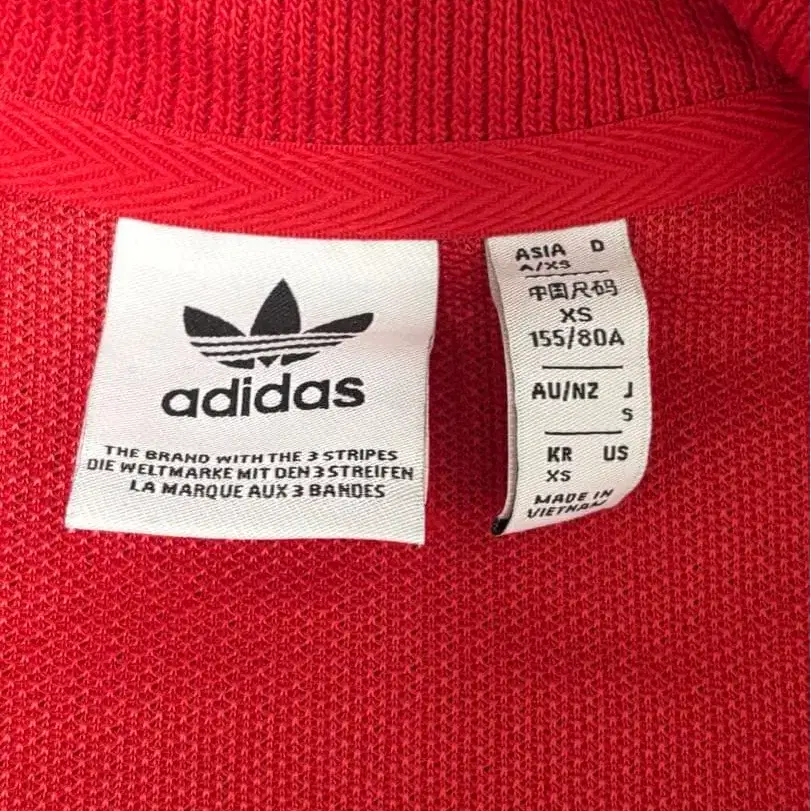 adidas
THE BRAND WITH THE 3 STRIPES
DIE WELTMARKE MIT DEN 3 STREIFEN
LA MARQUE AUX 3 BANDES
ASIA D
A/XS
中国尺码
XS
155/80A
AU/NZ J
S
KR US
XS
MADE IN
VIETNAM